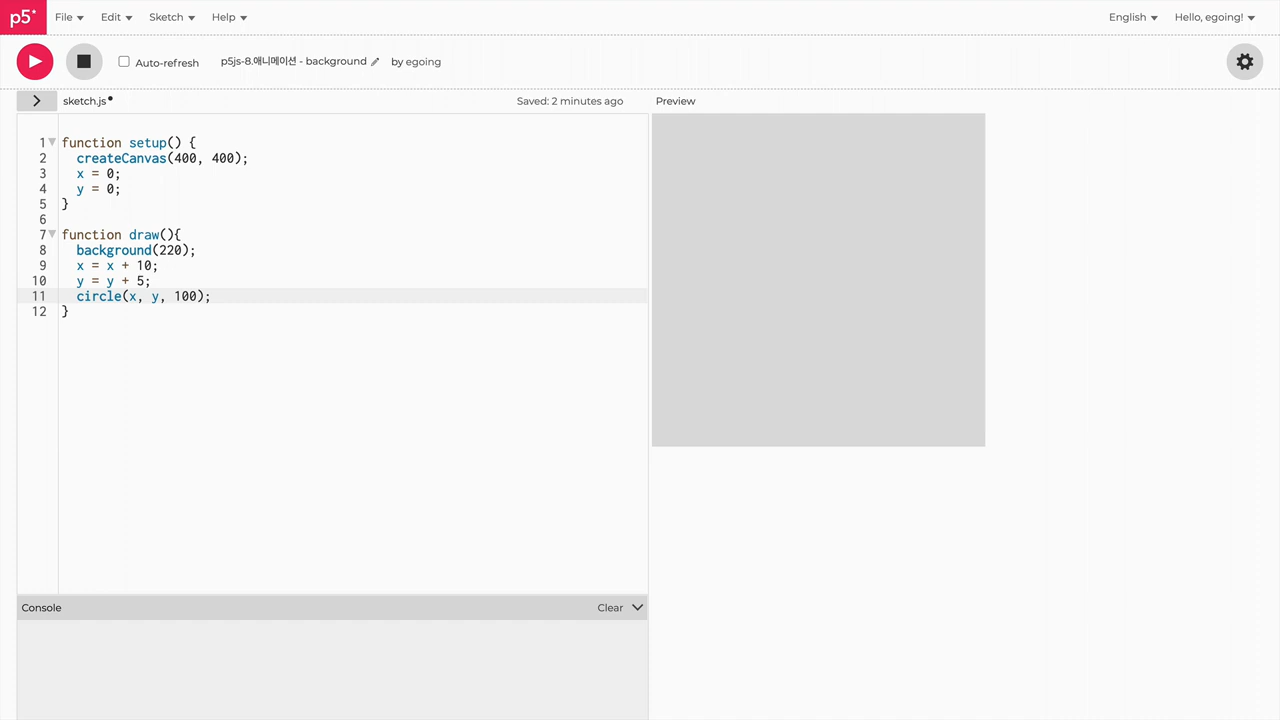 p5*
File Edit Sketch Help English Hello, egoing!
Auto-refresh p5js-8.애니메이션 - background by egoing
sketch.js Saved: 2 minutes ago Preview
1 function setup() {
2 createCanvas(400, 400);
3 x = 0;
4 y = 0;
5 }
6
7 function draw(){
8 background(220);
9 x = x + 10;
10 y = y + 5;
11 circle(x, y, 100);
12 }
Console Clear